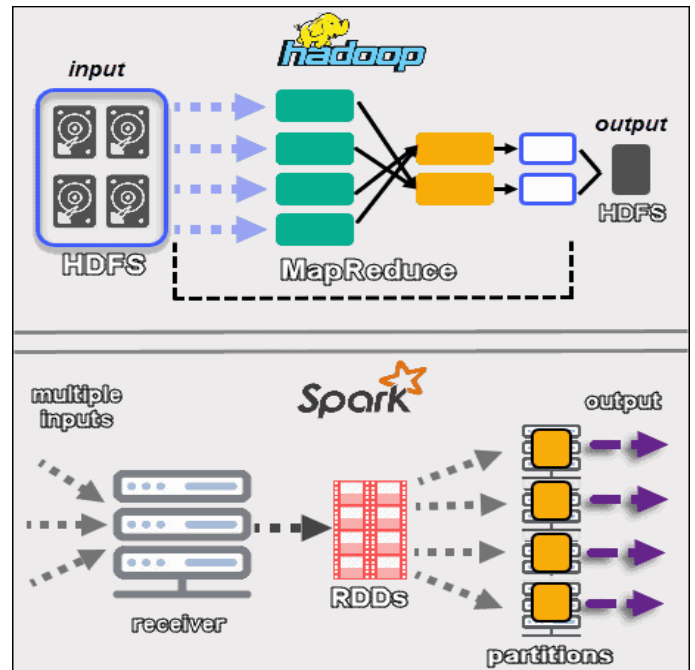 hadoop
input
output
HDFS
MapReduce
HDFS
Spark
multiple
inputs
output
RDDs
receiver
partitions